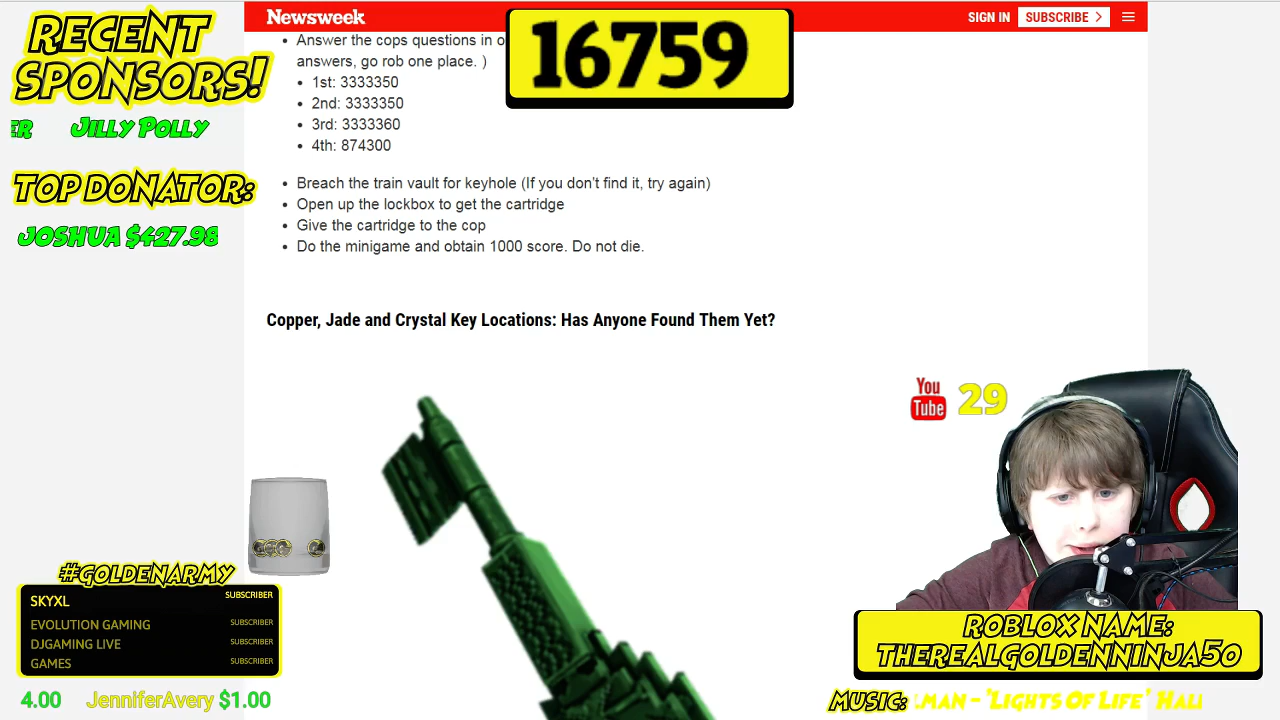 RECENT
SPONSORS!
ER JILLY POLLY
TOP DONATOR:
JOSHUA $427.98
Newsweek
SIGN IN SUBSCRIBE
16759
Answer the cops questions in o
answers, go rob one place. )
1st: 3333350
2nd: 3333350
3rd: 3333360
4th: 874300
Breach the train vault for keyhole (If you don't find it, try again)
Open up the lockbox to get the cartridge
Give the cartridge to the cop
Do the minigame and obtain 1000 score. Do not die.
Copper, Jade and Crystal Key Locations: Has Anyone Found Them Yet?
You
Tube 29
#GOLDENARMY
SKYXL SUBSCRIBER
EVOLUTION GAMING SUBSCRIBER
DJGAMING LIVE SUBSCRIBER
GAMES SUBSCRIBER
4.00 JenniferAvery $1.00
ROBLOX NAME:
THEREALGOLDENNINJA50
MUSIC: LMAN - 'LIGHTS OF LIFE' HALL